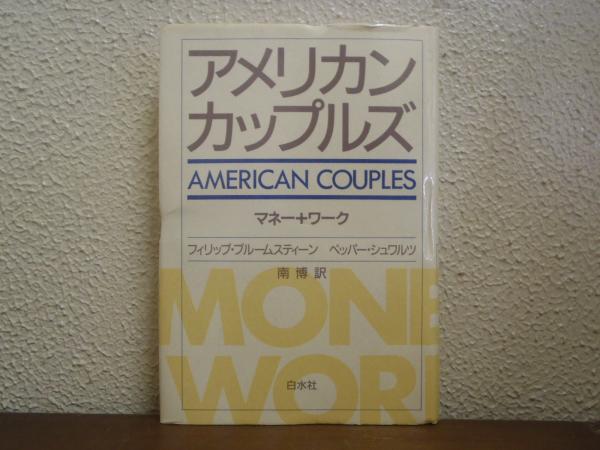 アメリカン
カップルズ
AMERICAN COUPLES
マネー+ワーク
フィリップ・ブルームスティーン ペッパー・シュワルツ
南 博 訳
MONE
WOR
白水社